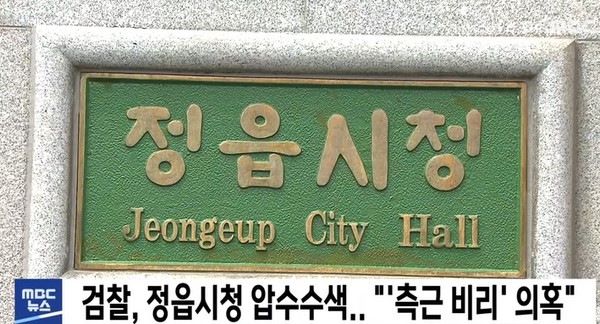 정읍시청
Jeongeup City Hall
MBC
뉴스
검찰, 정읍시청 압수수색.. "'측근 비리' 의혹"